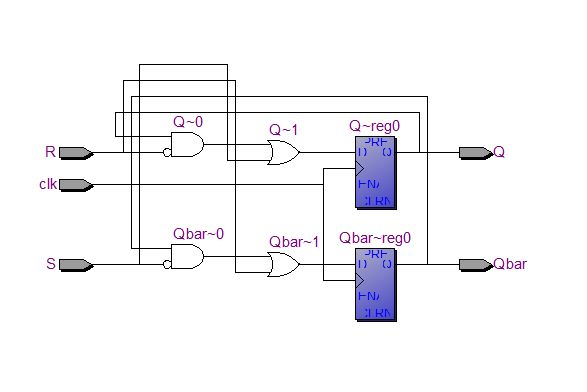 Q~0
Q~1
Q~reg0
R
PRE
D
Q
Q
clk
ENA
CLRN
Qbar~0
Qbar~1
Qbar~reg0
S
PRE
D
Q
Qbar
ENA
CLRN